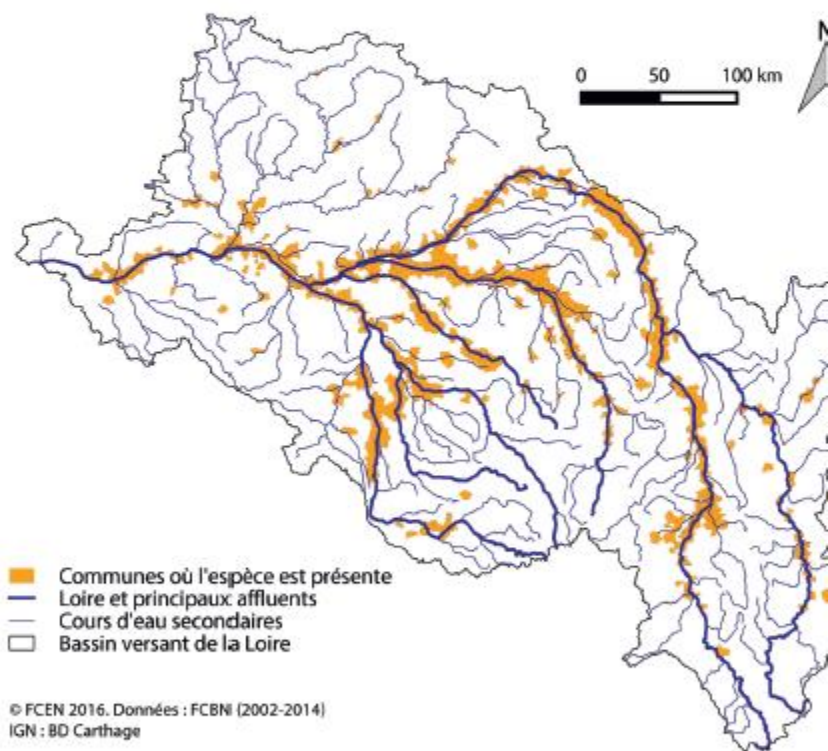 N
0 50 100 km
Communes où l'espèce est présente
Loire et principaux affluents
Cours d'eau secondaires
Bassin versant de la Loire
© FCEN 2016. Données : FCBNI (2002-2014)
IGN : BD Carthage